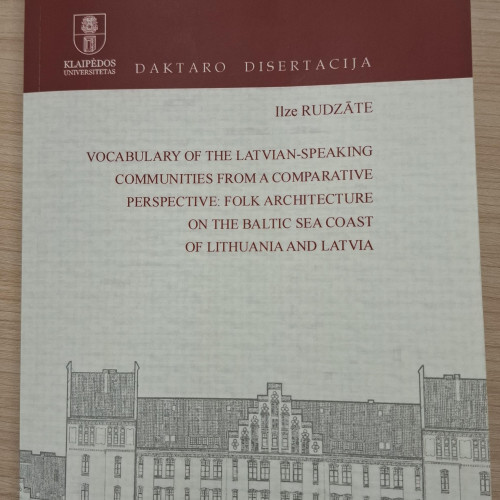 KLAIPĖDOS
UNIVERSITETAS
DAKTARO DISERTACIJA
Ilze RUDZĀTE
VOCABULARY OF THE LATVIAN-SPEAKING
COMMUNITIES FROM A COMPARATIVE
PERSPECTIVE: FOLK ARCHITECTURE
ON THE BALTIC SEA COAST
OF LITHUANIA AND LATVIA